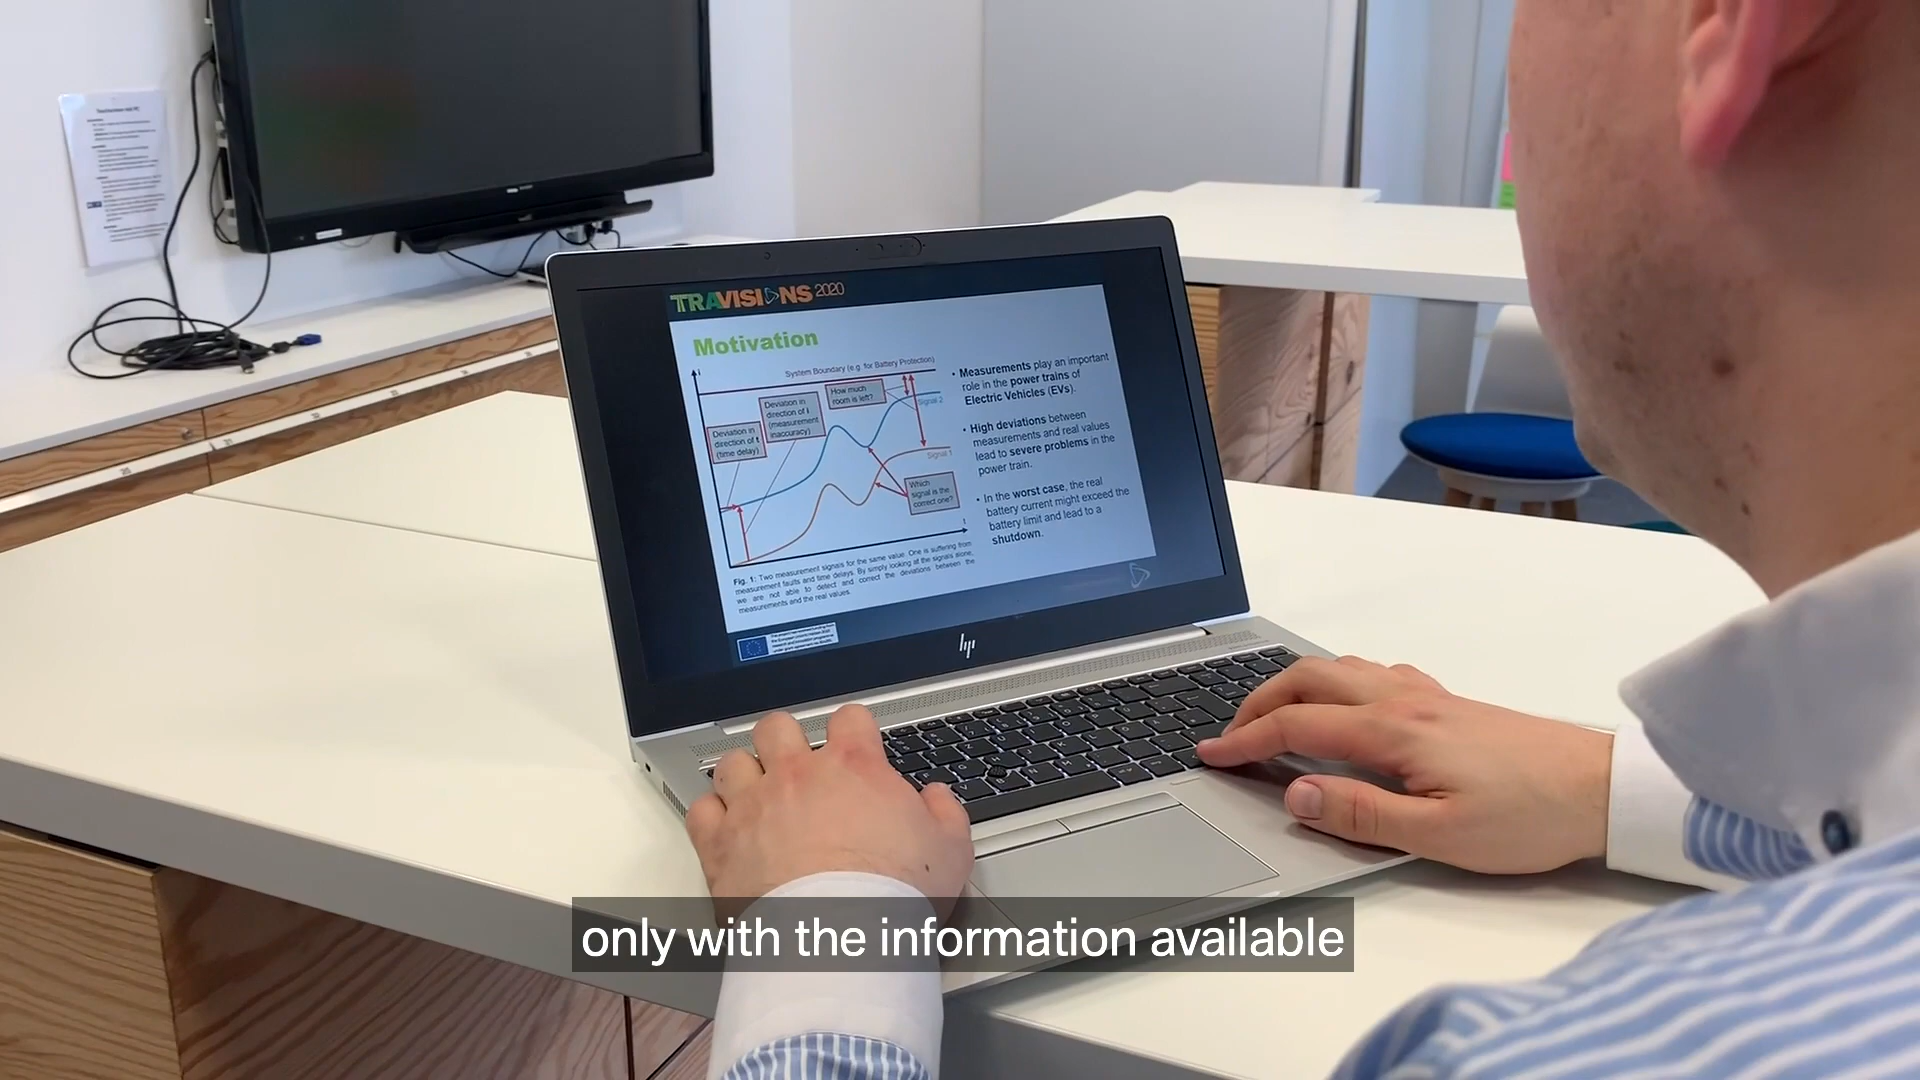 TRAVISIONS 2020
Motivation
i
System Boundary (e.g. for Battery Protection)
How much
room is left?
Deviation in
direction of i
(measurement
inaccuracy)
Deviation in
direction of t
(time delay)
Signal 2
Signal 1
Which
signal is the
correct one?
t
Fig. 1: Two measurement signals for the same value. One is suffering from
measurement faults and time delays. By simply looking at the signals alone,
we are not able to detect and correct the deviations between the
measurements and the real values.
• Measurements play an important
role in the power trains of
Electric Vehicles (EVs).
• High deviations between
measurements and real values
lead to severe problems in the
power train.
• In the worst case, the real
battery current might exceed the
battery limit and lead to a
shutdown.
hp
only with the information available